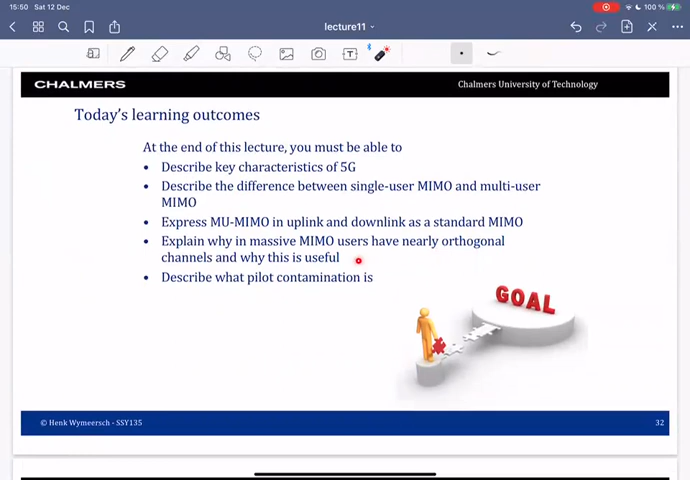 15:50 Sat 12 Dec
100 %
lecture11
CHALMERS
Chalmers University of Technology
Today's learning outcomes
At the end of this lecture, you must be able to
• Describe key characteristics of 5G
• Describe the difference between single-user MIMO and multi-user
MIMO
• Express MU-MIMO in uplink and downlink as a standard MIMO
• Explain why in massive MIMO users have nearly orthogonal
channels and why this is useful
• Describe what pilot contamination is
GOAL
© Henk Wymeersch - SSY135
32